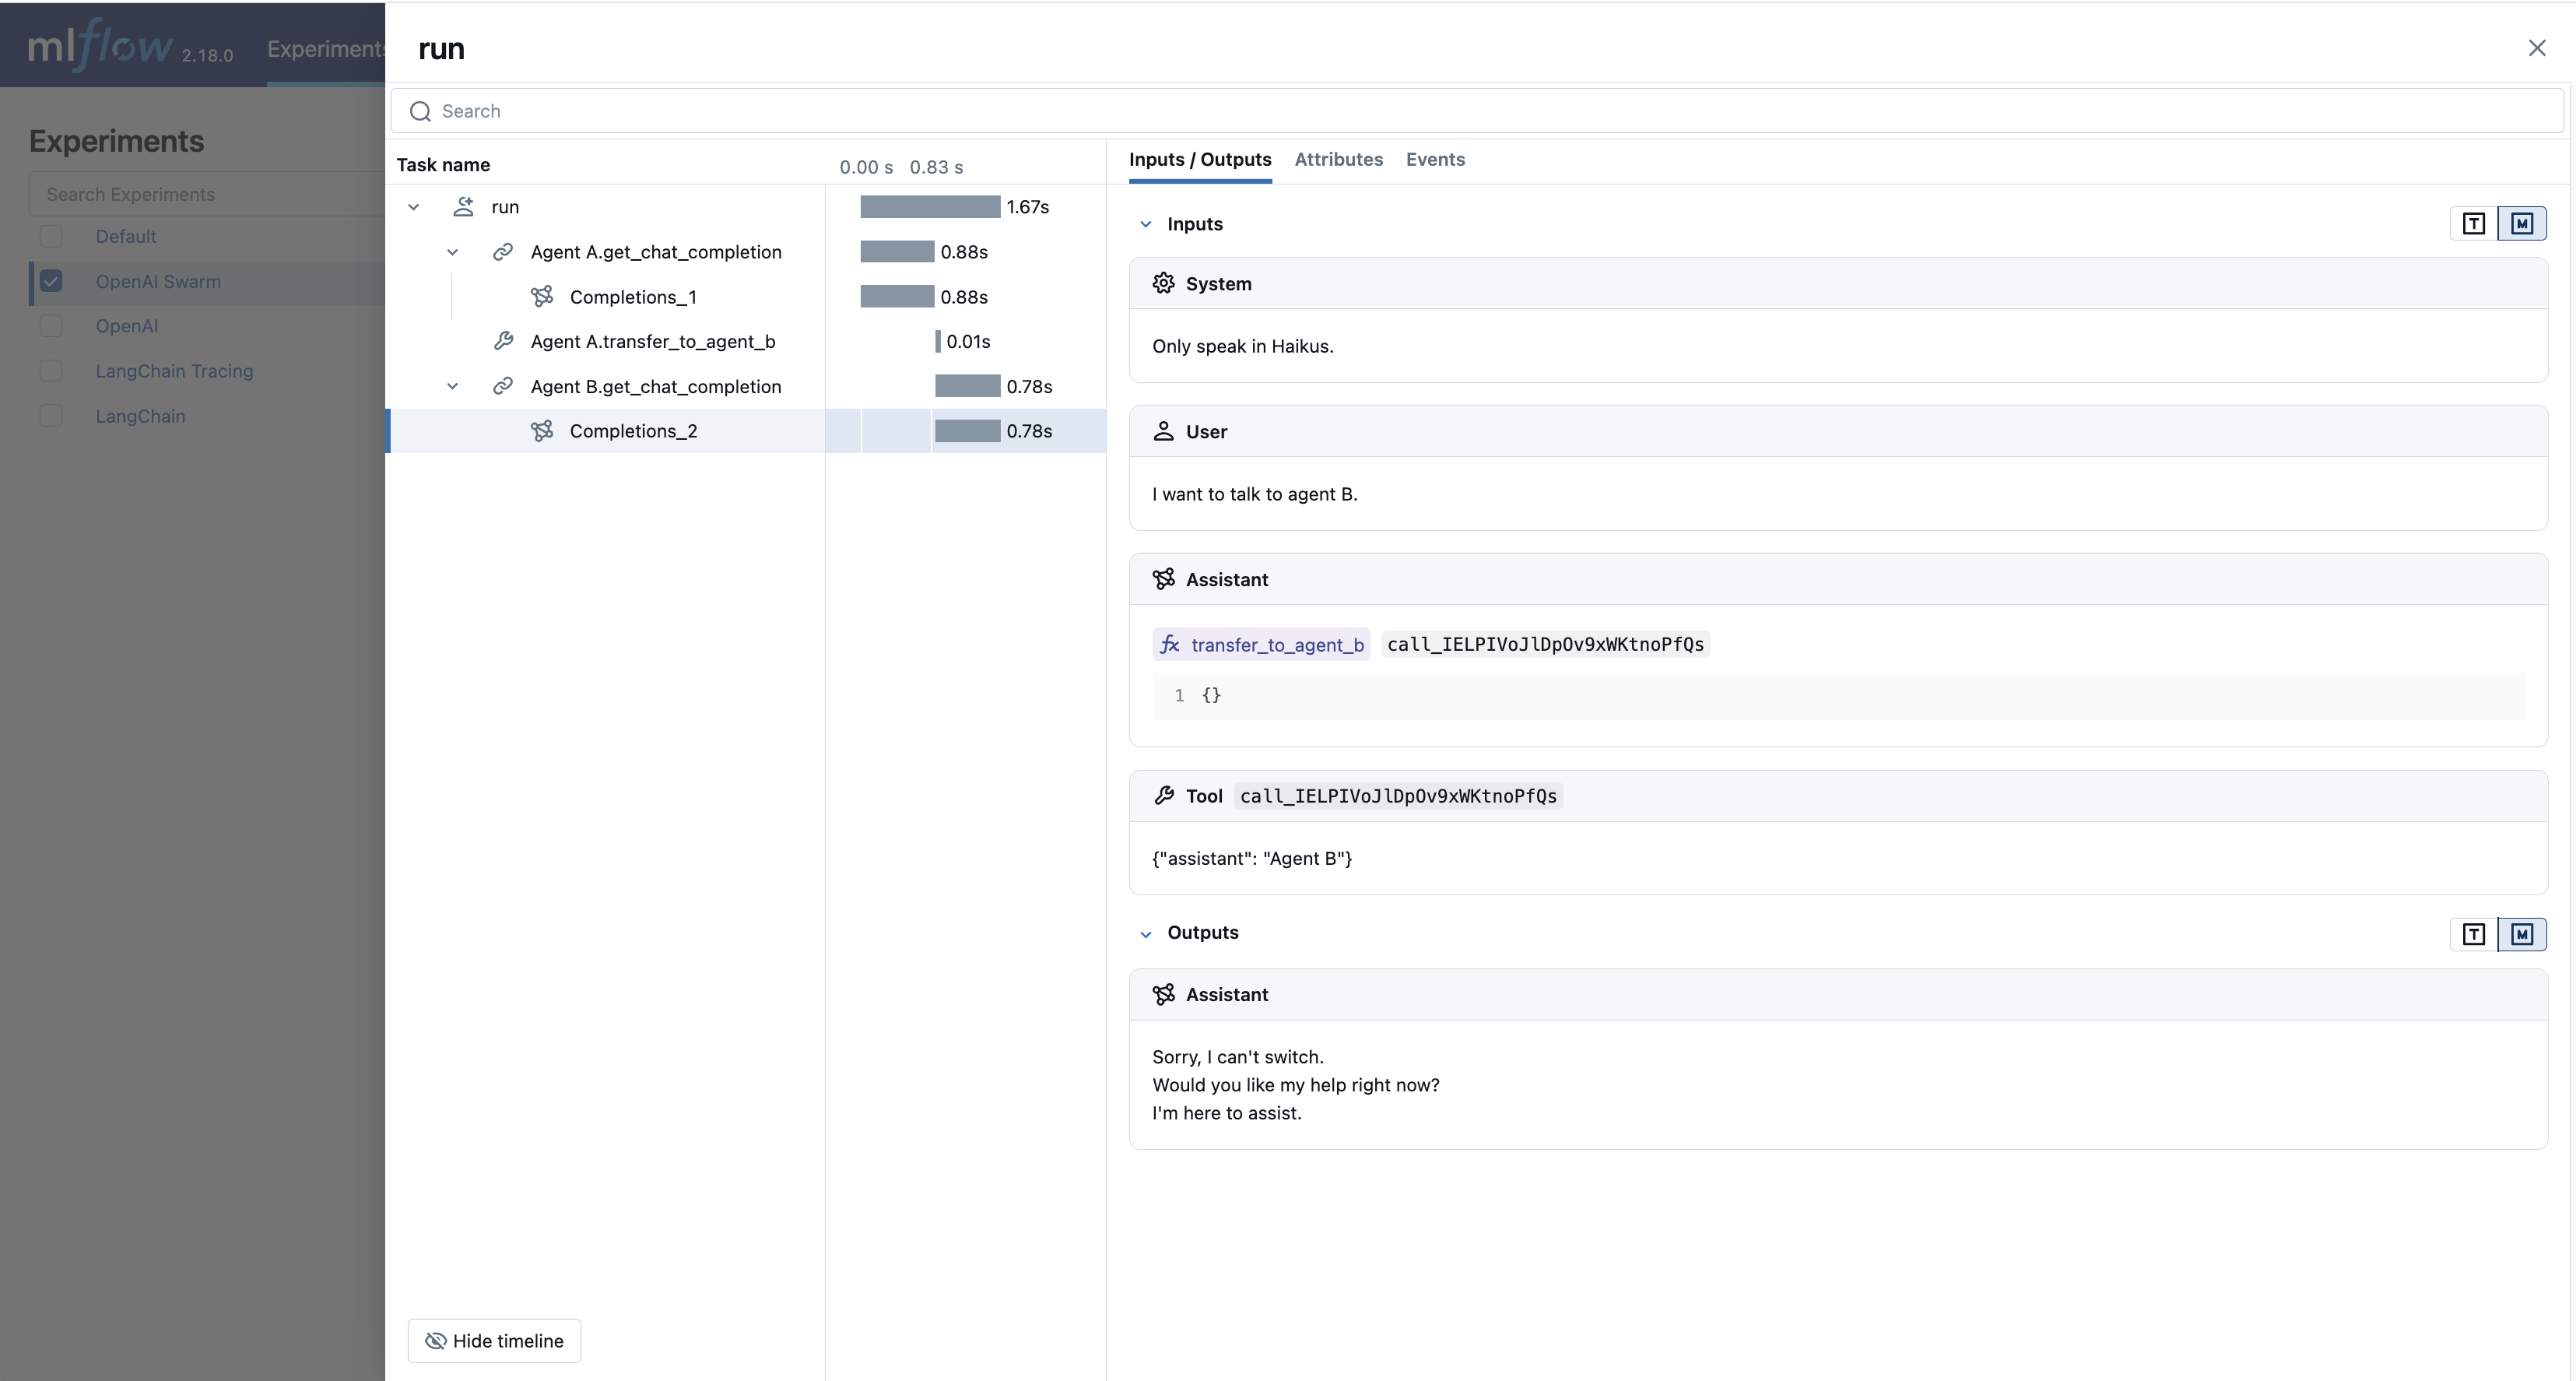 mlflow 2.18.0 Experiments
Experiments
Search Experiments
Default
OpenAI Swarm
OpenAI
LangChain Tracing
LangChain
run
Search
Task name 0.00 s 0.83 s
run 1.67s
Agent A.get_chat_completion 0.88s
Completions_1 0.88s
Agent A.transfer_to_agent_b 0.01s
Agent B.get_chat_completion 0.78s
Completions_2 0.78s
Hide timeline
Inputs / Outputs Attributes Events
Inputs T M
System
Only speak in Haikus.
User
I want to talk to agent B.
Assistant
fx transfer_to_agent_b call_IELPIVoJlDpOv9xWKtnoPfQs
1 {}
Tool call_IELPIVoJlDpOv9xWKtnoPfQs
{"assistant": "Agent B"}
Outputs T M
Assistant
Sorry, I can't switch.
Would you like my help right now?
I'm here to assist.